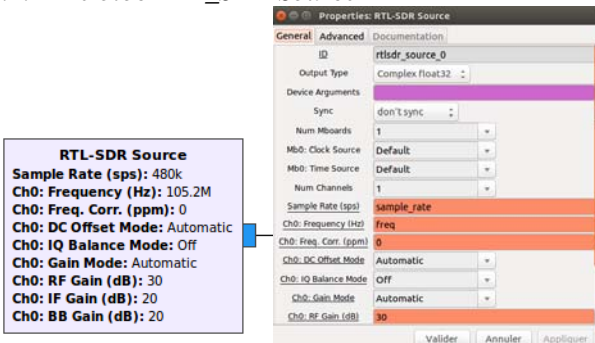 RTL-SDR Source
Sample Rate (sps): 480k
Ch0: Frequency (Hz): 105.2M
Ch0: Freq. Corr. (ppm): 0
Ch0: DC Offset Mode: Automatic
Ch0: IQ Balance Mode: Off
Ch0: Gain Mode: Automatic
Ch0: RF Gain (dB): 30
Ch0: IF Gain (dB): 20
Ch0: BB Gain (dB): 20
Properties: RTL-SDR Source
General Advanced Documentation
ID rtlsdr_source_0
Output Type Complex float32
Device Arguments
Sync don't sync
Num Mboards 1
Mb0: Clock Source Default
Mb0: Time Source Default
Num Channels 1
Sample Rate (sps) sample_rate
Ch0: Frequency (Hz) freq
Ch0: Freq. Corr. (ppm) 0
Ch0: DC Offset Mode Automatic
Ch0: IQ Balance Mode Off
Ch0: Gain Mode Automatic
Ch0: RF Gain (dB) 30
Valider Annuler Appliquer